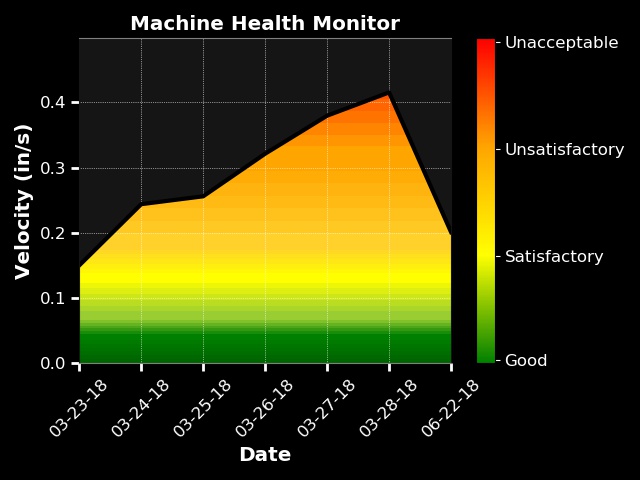 Machine Health Monitor
Velocity (in/s)
0.4
0.3
0.2
0.1
0.0
03-23-18
03-24-18
03-25-18
03-26-18
03-27-18
03-28-18
06-22-18
Date
Unacceptable
Unsatisfactory
Satisfactory
Good